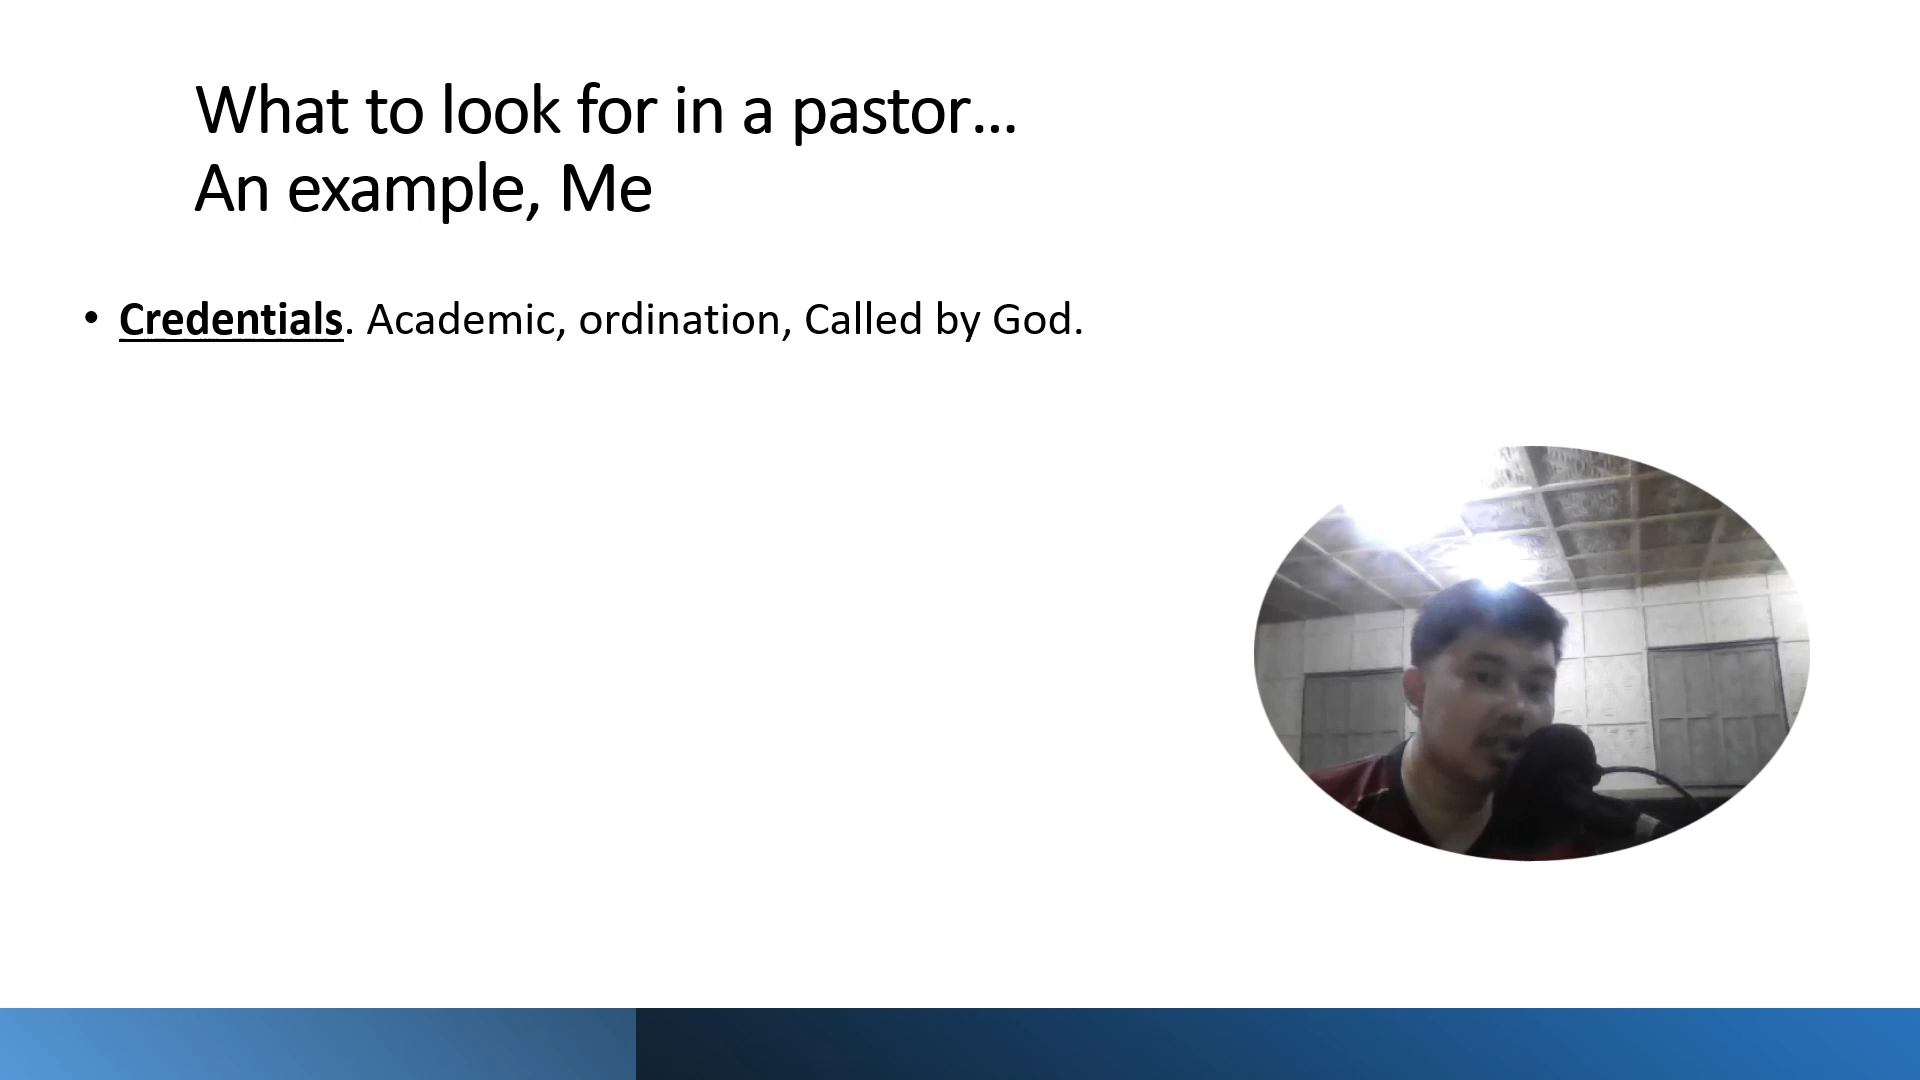 What to look for in a pastor…
An example, Me
• Credentials. Academic, ordination, Called by God.